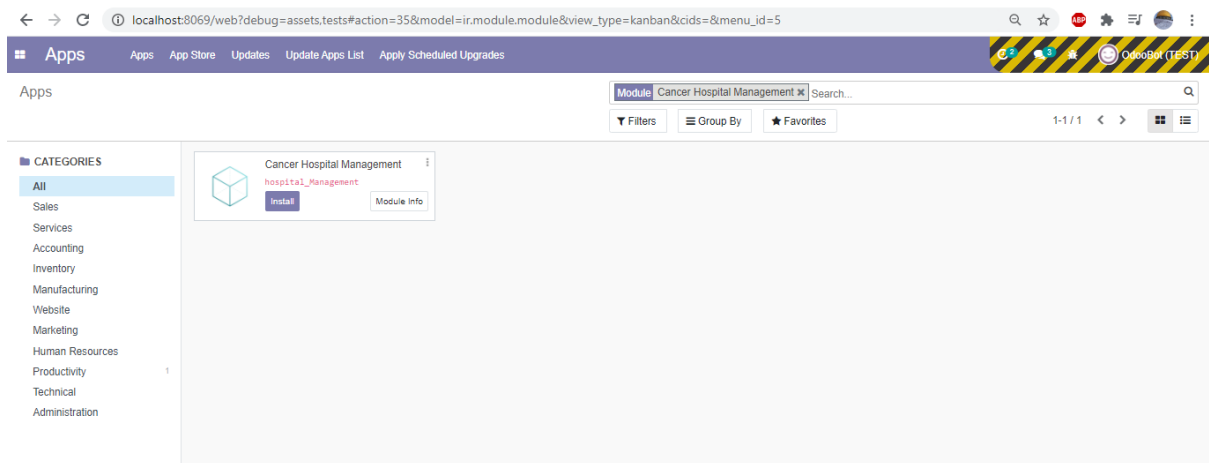 localhost:8069/web?debug=assets,tests#action=35&model=ir.module.module&view_type=kanban&cids=&menu_id=5
ABP
Apps Apps App Store Updates Update Apps List Apply Scheduled Upgrades 2 3 OdooBot (TEST)
Apps
Module Cancer Hospital Management × Search...
Filters Group By Favorites 1-1 / 1
CATEGORIES
All
Sales
Services
Accounting
Inventory
Manufacturing
Website
Marketing
Human Resources
Productivity 1
Technical
Administration
Cancer Hospital Management
hospital_Management
Install Module Info